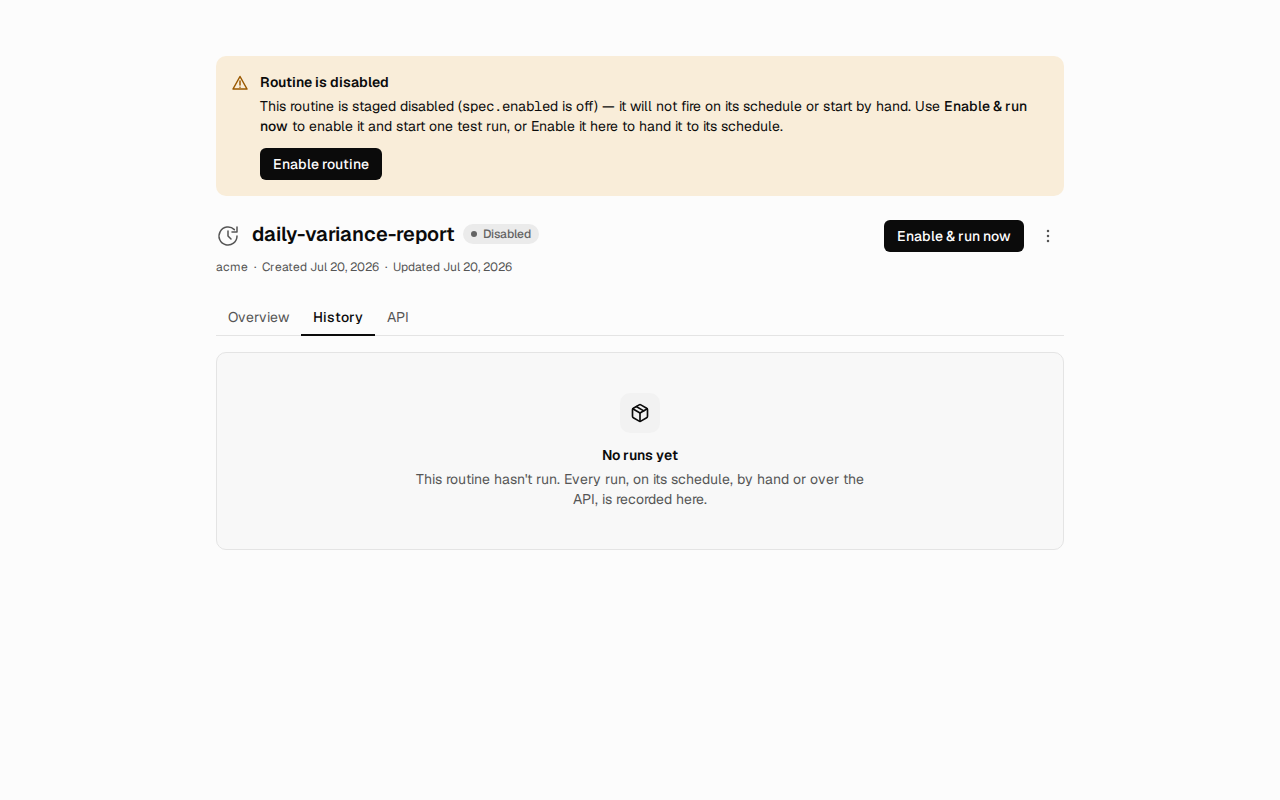 Routine is disabled
This routine is staged disabled (spec.enabled is off) — it will not fire on its schedule or start by hand. Use Enable & run
now to enable it and start one test run, or Enable it here to hand it to its schedule.
Enable routine
daily-variance-report
Disabled
Enable & run now
acme · Created Jul 20, 2026 · Updated Jul 20, 2026
Overview
History
API
No runs yet
This routine hasn't run. Every run, on its schedule, by hand or over the
API, is recorded here.